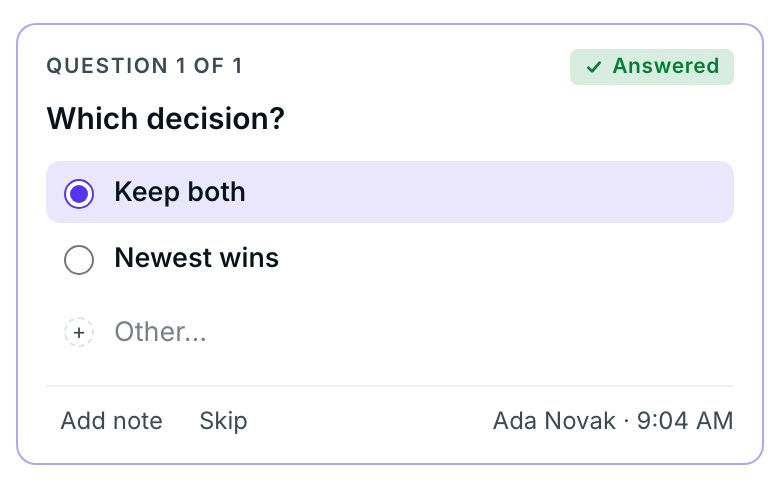 QUESTION 1 OF 1
Answered
Which decision?
Keep both
Newest wins
Other...
Add note Skip Ada Novak · 9:04 AM